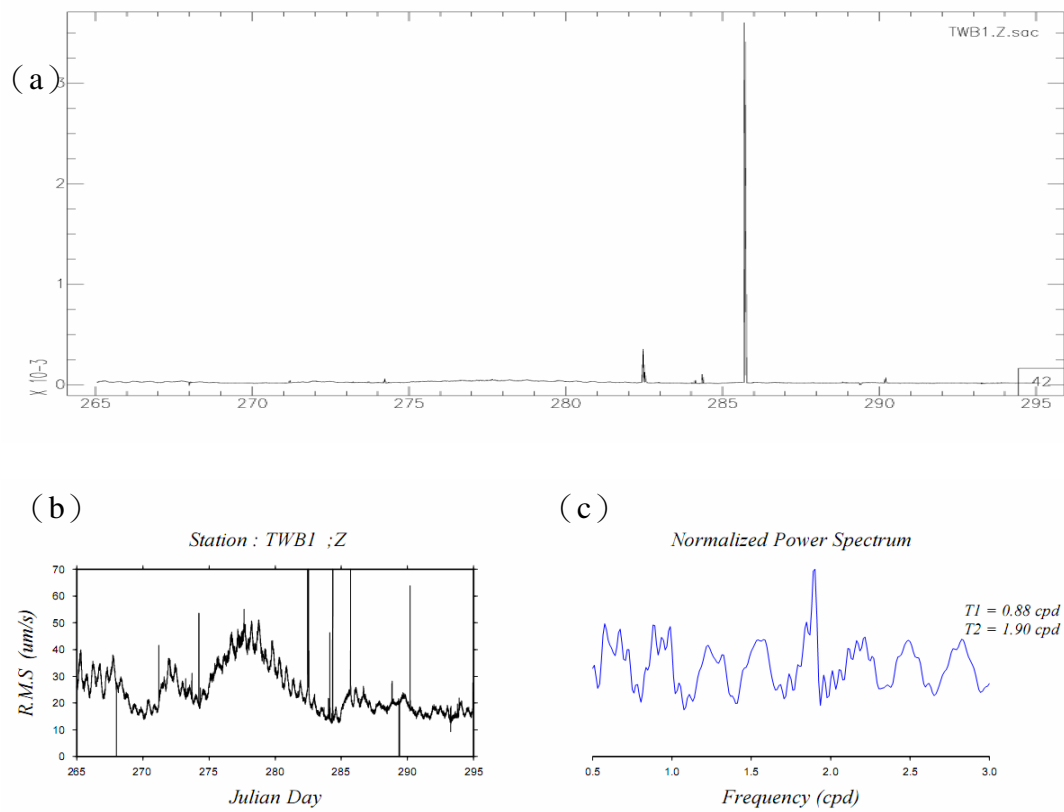 TWB1.Z.sac
(a)
3
2
1
0
X 10-3
42
265 270 275 280 285 290 295
(b)
(c)
Station : TWB1 ;Z
Normalized Power Spectrum
70
60
50
40
30
20
10
0
R.M.S (um/s)
265 270 275 280 285 290 295
Julian Day
T1 = 0.88 cpd
T2 = 1.90 cpd
0.5 1.0 1.5 2.0 2.5 3.0
Frequency (cpd)